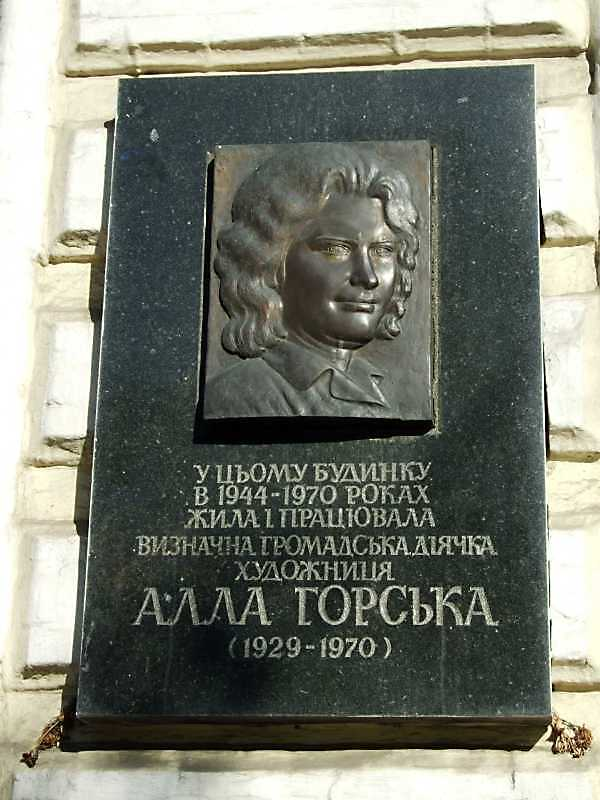 У ЦЬОМУ БУДИНКУ
В 1944-1970 РОКАХ
ЖИЛА І ПРАЦЮВАЛА
ВИЗНАЧНА ГРОМАДСЬКА ДІЯЧКА
ХУДОЖНИЦЯ
АЛЛА ГОРСЬКА
(1929-1970)